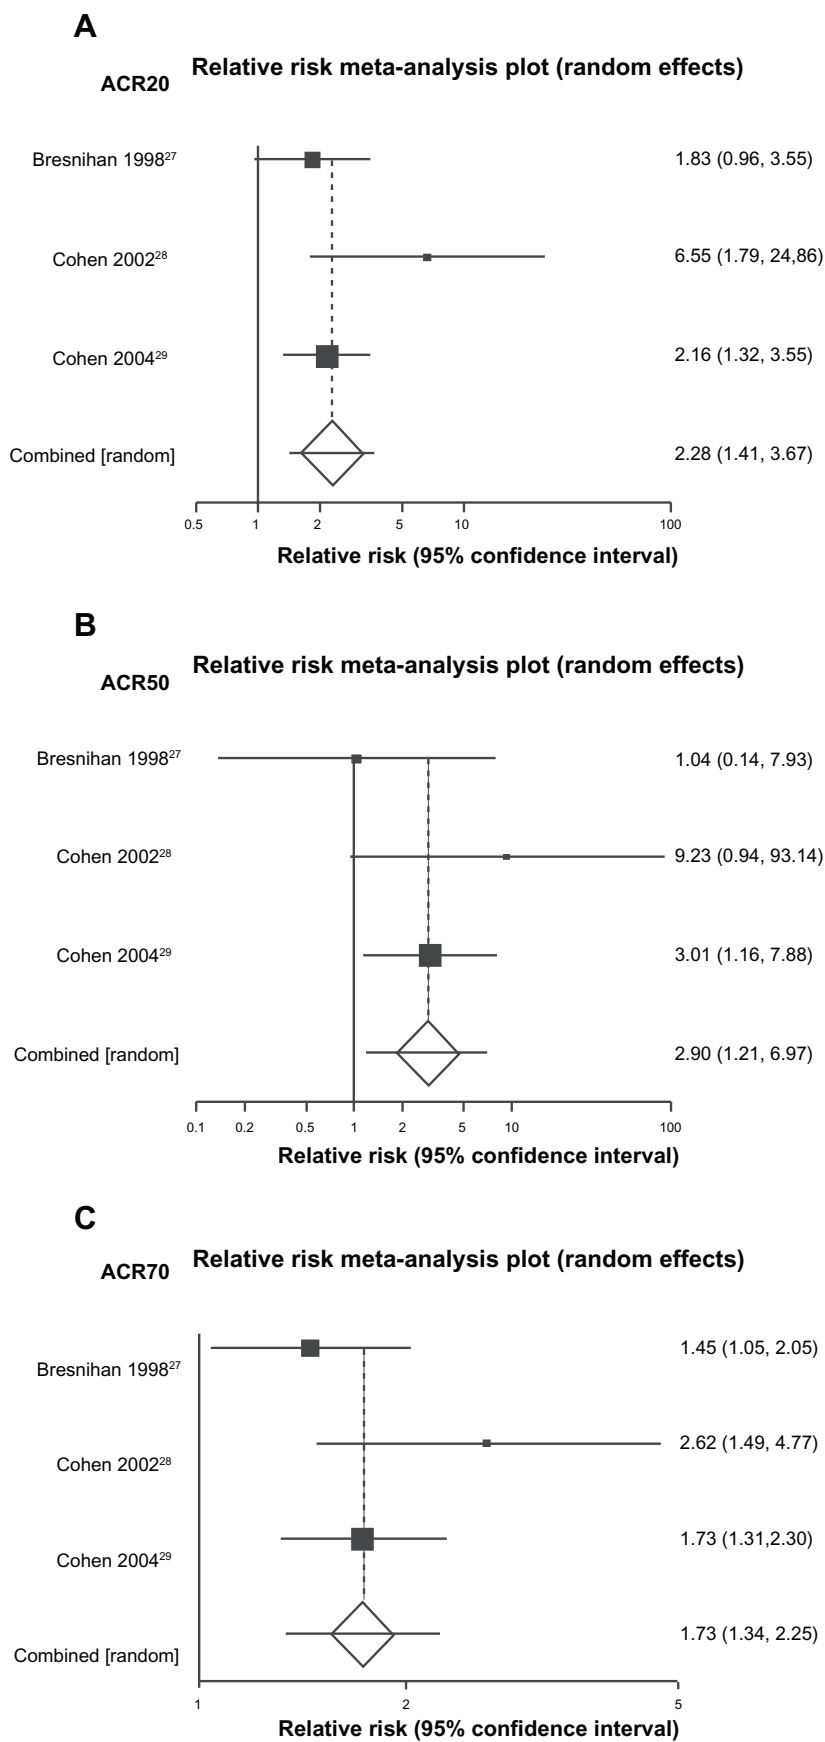 A
Relative risk meta-analysis plot (random effects)
ACR20
Bresnihan 1998²⁷ 1.83 (0.96, 3.55)
Cohen 2002²⁸ 6.55 (1.79, 24,86)
Cohen 2004²⁹ 2.16 (1.32, 3.55)
Combined [random] 2.28 (1.41, 3.67)
0.5 1 2 5 10 100
Relative risk (95% confidence interval)
B
Relative risk meta-analysis plot (random effects)
ACR50
Bresnihan 1998²⁷ 1.04 (0.14, 7.93)
Cohen 2002²⁸ 9.23 (0.94, 93.14)
Cohen 2004²⁹ 3.01 (1.16, 7.88)
Combined [random] 2.90 (1.21, 6.97)
0.1 0.2 0.5 1 2 5 10 100
Relative risk (95% confidence interval)
C
Relative risk meta-analysis plot (random effects)
ACR70
Bresnihan 1998²⁷ 1.45 (1.05, 2.05)
Cohen 2002²⁸ 2.62 (1.49, 4.77)
Cohen 2004²⁹ 1.73 (1.31,2.30)
Combined [random] 1.73 (1.34, 2.25)
1 2 5
Relative risk (95% confidence interval)